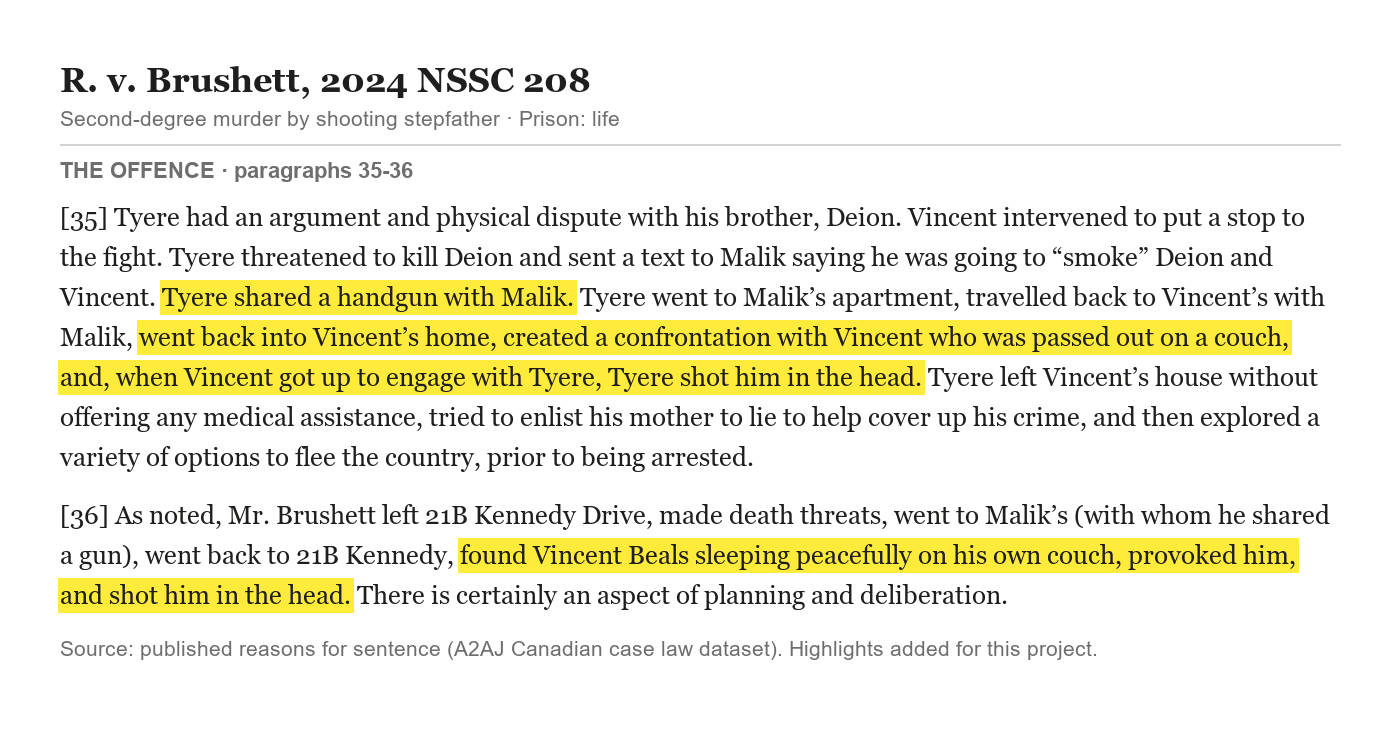 R. v. Brushett, 2024 NSSC 208
Second-degree murder by shooting stepfather · Prison: life
THE OFFENCE · paragraphs 35-36
[35] Tyere had an argument and physical dispute with his brother, Deion. Vincent intervened to put a stop to
the fight. Tyere threatened to kill Deion and sent a text to Malik saying he was going to “smoke” Deion and
Vincent. Tyere shared a handgun with Malik. Tyere went to Malik’s apartment, travelled back to Vincent’s with
Malik, went back into Vincent’s home, created a confrontation with Vincent who was passed out on a couch,
and, when Vincent got up to engage with Tyere, Tyere shot him in the head. Tyere left Vincent’s house without
offering any medical assistance, tried to enlist his mother to lie to help cover up his crime, and then explored a
variety of options to flee the country, prior to being arrested.
[36] As noted, Mr. Brushett left 21B Kennedy Drive, made death threats, went to Malik’s (with whom he shared
a gun), went back to 21B Kennedy, found Vincent Beals sleeping peacefully on his own couch, provoked him,
and shot him in the head. There is certainly an aspect of planning and deliberation.
Source: published reasons for sentence (A2AJ Canadian case law dataset). Highlights added for this project.